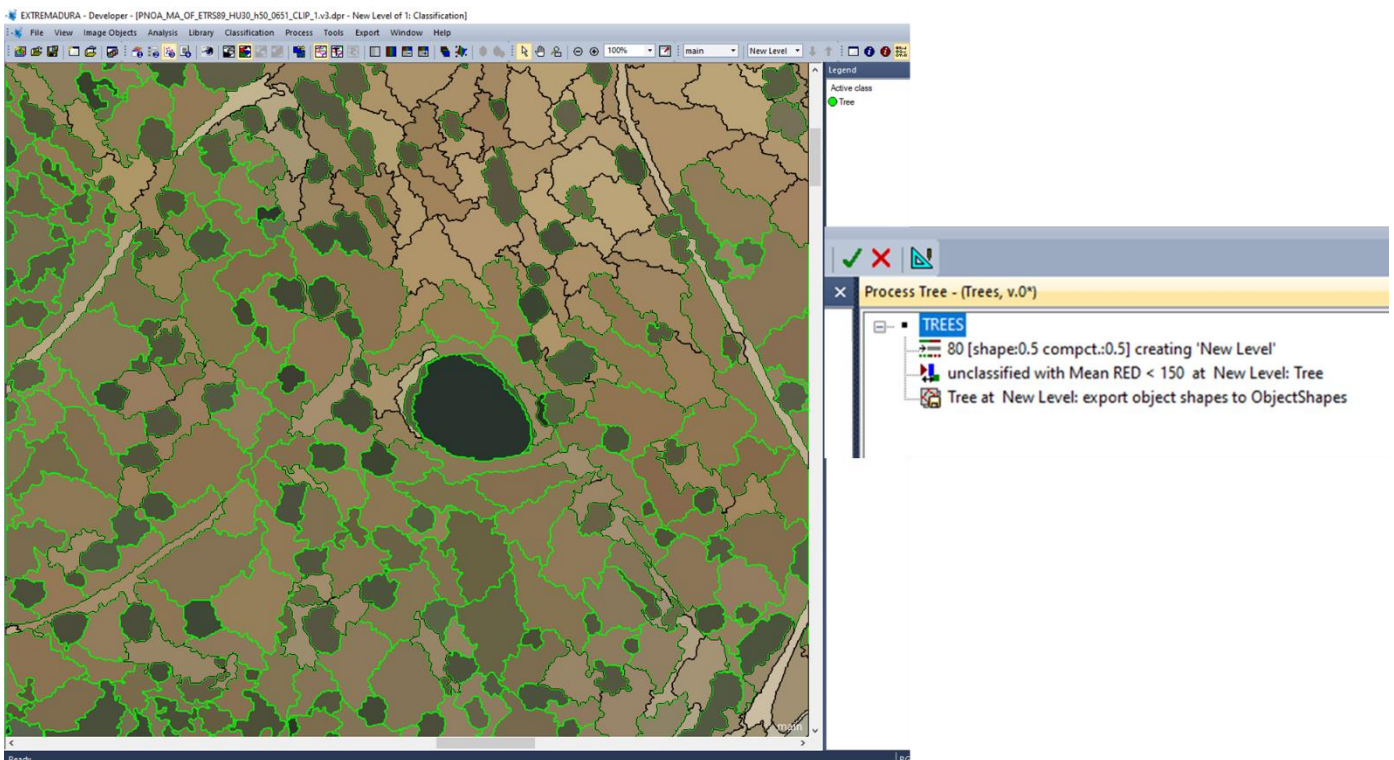 EXTREMADURA - Developer - [PNOA_MA_OF_ETRS89_HU30_h50_0651_CLIP_1.v3.dpr - New Level of 1: Classification]
File View Image Objects Analysis Library Classification Process Tools Export Window Help
100% main New Level
Legend
Active class
Tree
Process Tree - (Trees, v.0*)
TREES
80 [shape:0.5 compct.:0.5] creating 'New Level'
unclassified with Mean RED < 150 at New Level: Tree
Tree at New Level: export object shapes to ObjectShapes
main
Ready